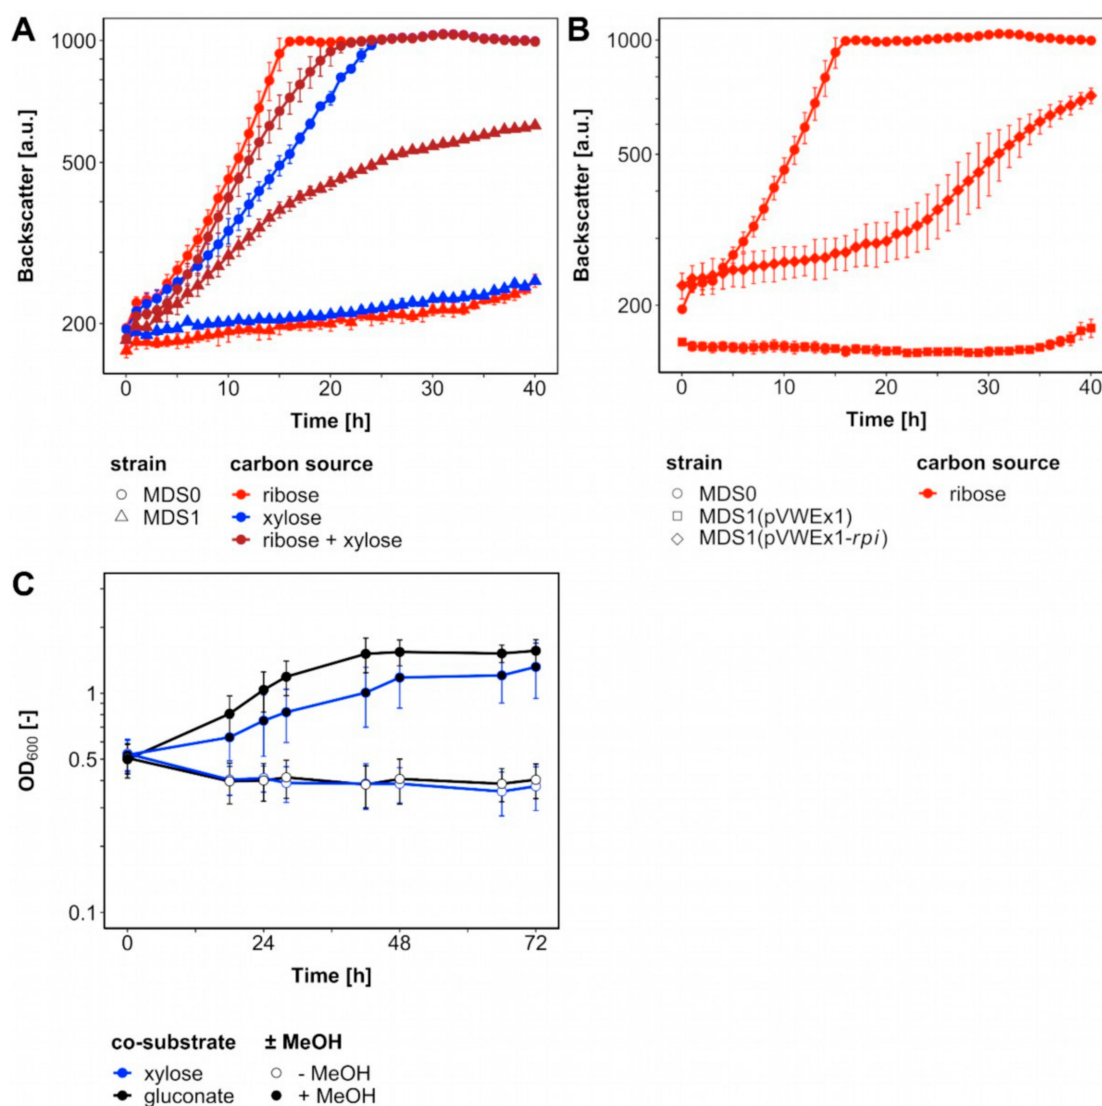 A
Backscatter [a.u.]
1000
500
200
0
10
20
30
40
Time [h]
strain
MDS0
MDS1
carbon source
ribose
xylose
ribose + xylose
B
Backscatter [a.u.]
1000
500
200
0
10
20
30
40
Time [h]
strain
MDS0
MDS1(pVWEx1)
MDS1(pVWEx1-rpi)
carbon source
ribose
C
OD600 [-]
1
0.5
0.1
0
24
48
72
Time [h]
co-substrate
xylose
gluconate
± MeOH
- MeOH
+ MeOH